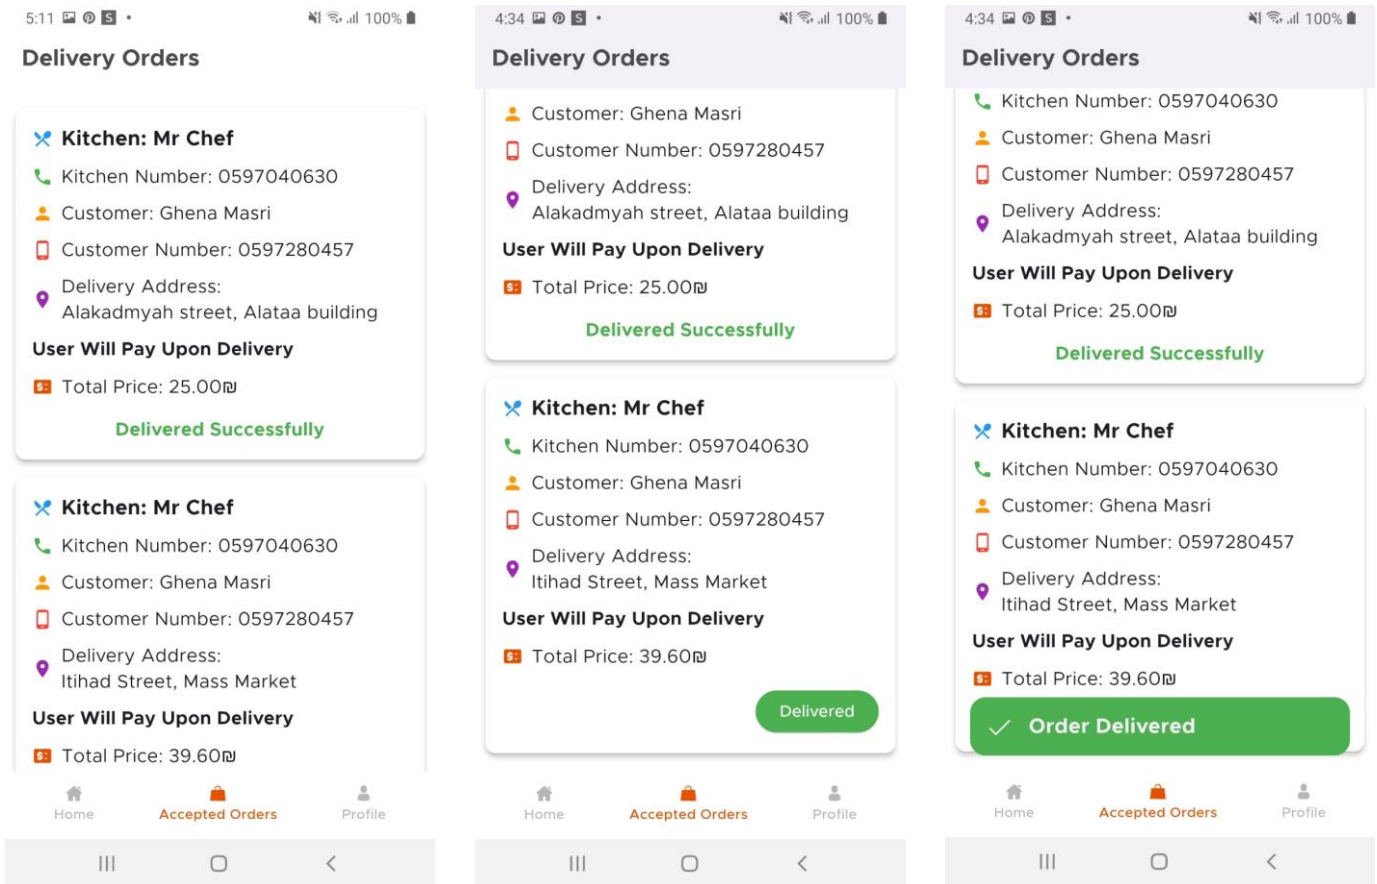 5:11
100%
Delivery Orders
Kitchen: Mr Chef
Kitchen Number: 0597040630
Customer: Ghena Masri
Customer Number: 0597280457
Delivery Address:
Alakadmyah street, Alataa building
User Will Pay Upon Delivery
Total Price: 25.00₪
Delivered Successfully
Kitchen: Mr Chef
Kitchen Number: 0597040630
Customer: Ghena Masri
Customer Number: 0597280457
Delivery Address:
Itihad Street, Mass Market
User Will Pay Upon Delivery
Total Price: 39.60₪
Home
Accepted Orders
Profile
4:34
100%
Delivery Orders
Customer: Ghena Masri
Customer Number: 0597280457
Delivery Address:
Alakadmyah street, Alataa building
User Will Pay Upon Delivery
Total Price: 25.00₪
Delivered Successfully
Kitchen: Mr Chef
Kitchen Number: 0597040630
Customer: Ghena Masri
Customer Number: 0597280457
Delivery Address:
Itihad Street, Mass Market
User Will Pay Upon Delivery
Total Price: 39.60₪
Delivered
Home
Accepted Orders
Profile
4:34
100%
Delivery Orders
Kitchen Number: 0597040630
Customer: Ghena Masri
Customer Number: 0597280457
Delivery Address:
Alakadmyah street, Alataa building
User Will Pay Upon Delivery
Total Price: 25.00₪
Delivered Successfully
Kitchen: Mr Chef
Kitchen Number: 0597040630
Customer: Ghena Masri
Customer Number: 0597280457
Delivery Address:
Itihad Street, Mass Market
User Will Pay Upon Delivery
Total Price: 39.60₪
Order Delivered
Home
Accepted Orders
Profile